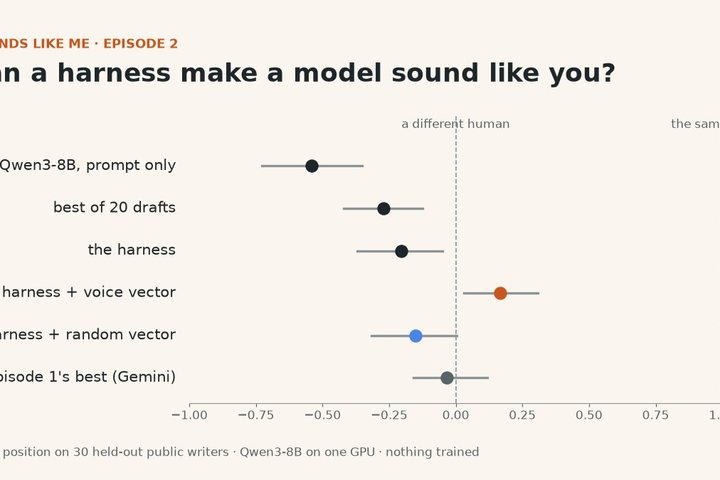 NDS LIKE ME · EPISODE 2
n a harness make a model sound like you?
a different human
the sam
Qwen3-8B, prompt only
best of 20 drafts
the harness
harness + voice vector
rness + random vector
pisode 1's best (Gemini)
−1.00 −0.75 −0.50 −0.25 0.00 0.25 0.50 0.75 1.
position on 30 held-out public writers · Qwen3-8B on one GPU · nothing trained